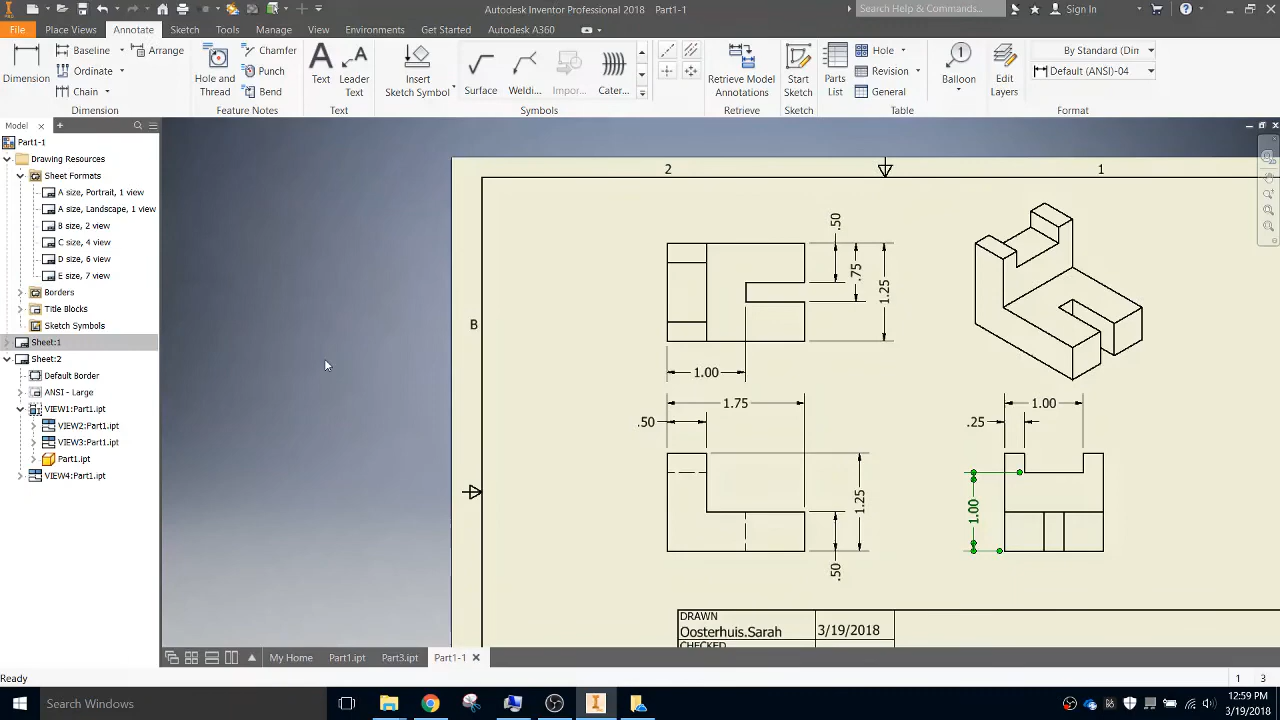 Autodesk Inventor Professional 2018 Part1-1
Search Help & Commands...
Sign In
File Place Views Annotate Sketch Tools Manage View Environments Get Started Autodesk A360
Dimension
Baseline
Ordinate
Chain
Arrange
Dimension
Hole and Thread
Chamfer
Punch
Bend
Feature Notes
Text
Leader Text
Text
Insert Sketch Symbol
Surface
Weldi...
Impor...
Cater...
Symbols
Retrieve Model Annotations
Retrieve
Start Sketch
Sketch
Parts List
Hole
Revision
General
Table
Balloon
Edit Layers
By Standard (Dim
Default (ANSI)-04
Format
Model
Part1-1
Drawing Resources
Sheet Formats
A size, Portrait, 1 view
A size, Landscape, 1 view
B size, 2 view
C size, 4 view
D size, 6 view
E size, 7 view
Borders
Title Blocks
Sketch Symbols
Sheet:1
Sheet:2
Default Border
ANSI - Large
VIEW1:Part1.ipt
VIEW2:Part1.ipt
VIEW3:Part1.ipt
Part1.ipt
VIEW4:Part1.ipt
2
1
B
.50
.75
1.25
1.00
1.75
.50
1.25
.50
1.00
.25
1.00
DRAWN
Oosterhuis.Sarah
3/19/2018
CHECKED
My Home Part1.ipt Part3.ipt Part1-1
Ready
1 3
Search Windows
12:59 PM
3/19/2018